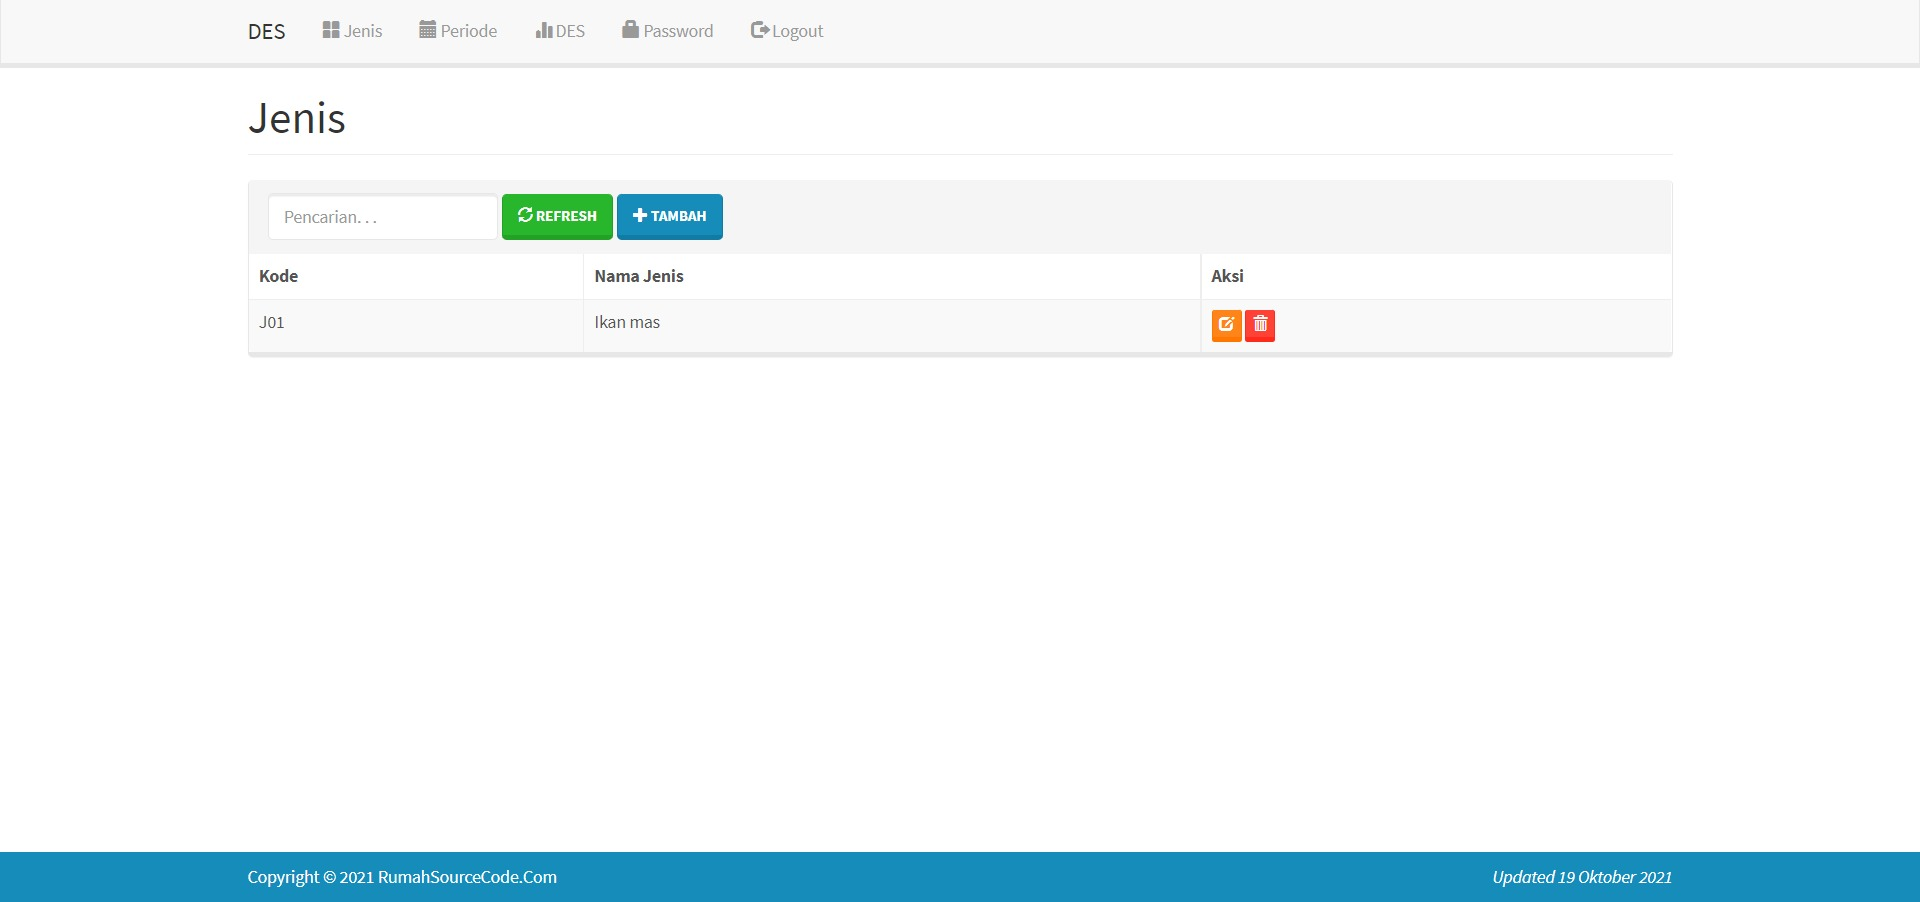 DES Jenis Periode DES Password Logout
Jenis
Pencarian. . . REFRESH TAMBAH
Kode Nama Jenis Aksi
J01 Ikan mas
Copyright © 2021 RumahSourceCode.Com Updated 19 Oktober 2021